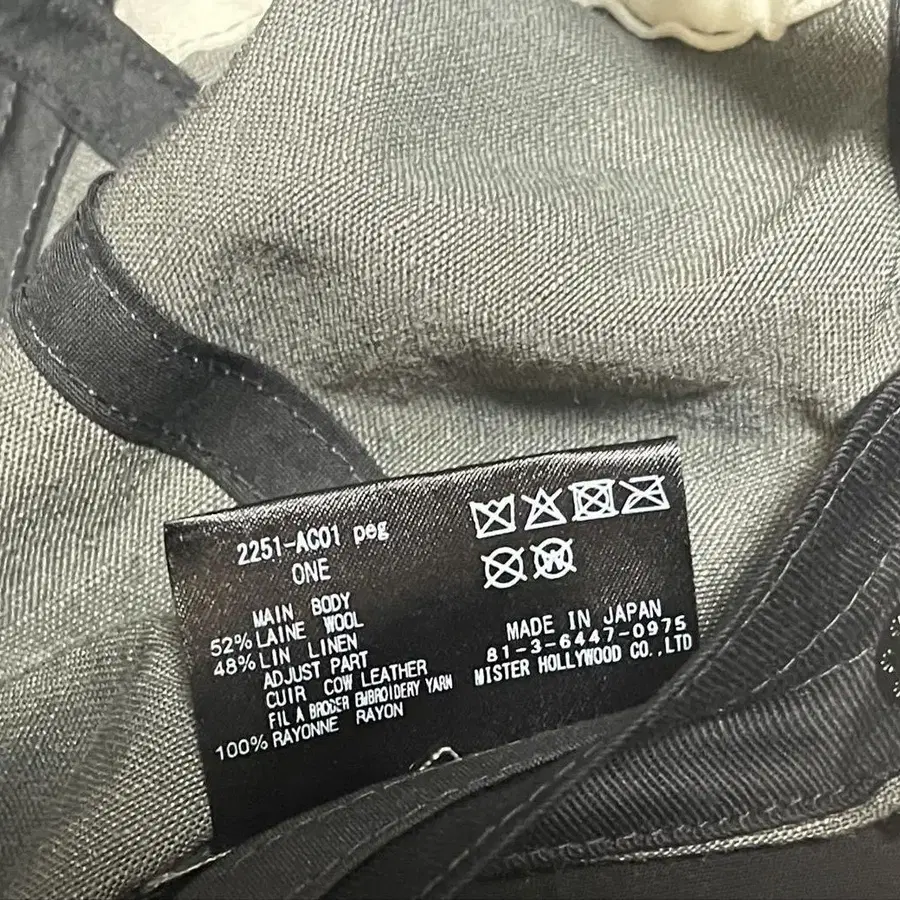 2251-AC01 peg
ONE
MAIN BODY
52% LAINE WOOL
48% LIN LINEN
ADJUST PART
CUIR COW LEATHER
FIL A BRODER EMBROIDERY YARN
100% RAYONNE RAYON
W
MADE IN JAPAN
81-3-6447-0975
MISTER HOLLYWOOD CO.,LTD